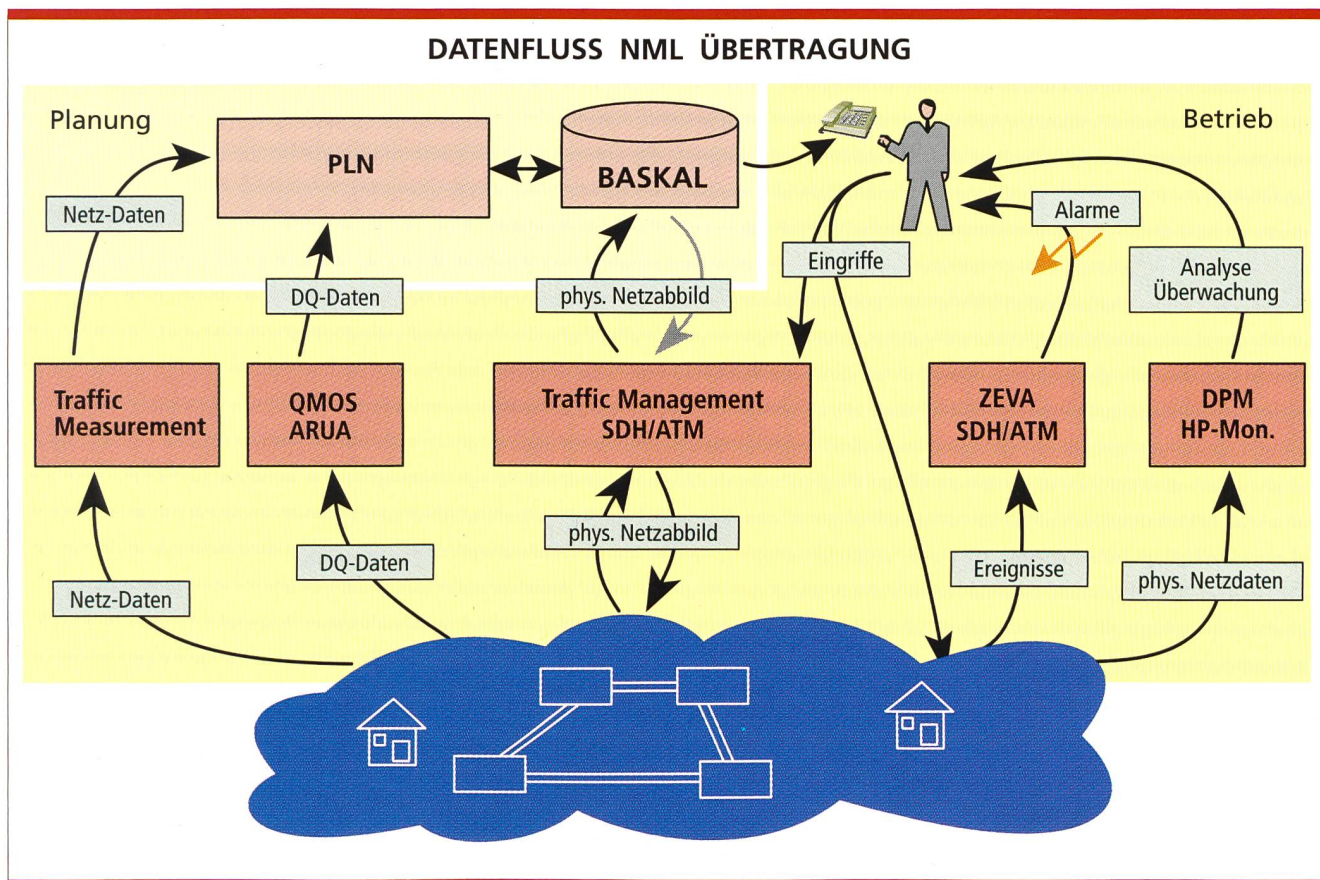 DATENFLUSS NML ÜBERTRAGUNG
Planung
Betrieb
PLN
BASKAL
Netz-Daten
DQ-Daten
phys. Netzabbild
Eingriffe
Alarme
Analyse
Überwachung
Traffic
Measurement
QMOS
ARUA
Traffic Management
SDH/ATM
ZEVA
SDH/ATM
DPM
HP-Mon.
Netz-Daten
DQ-Daten
phys. Netzabbild
Ereignisse
phys. Netzdaten